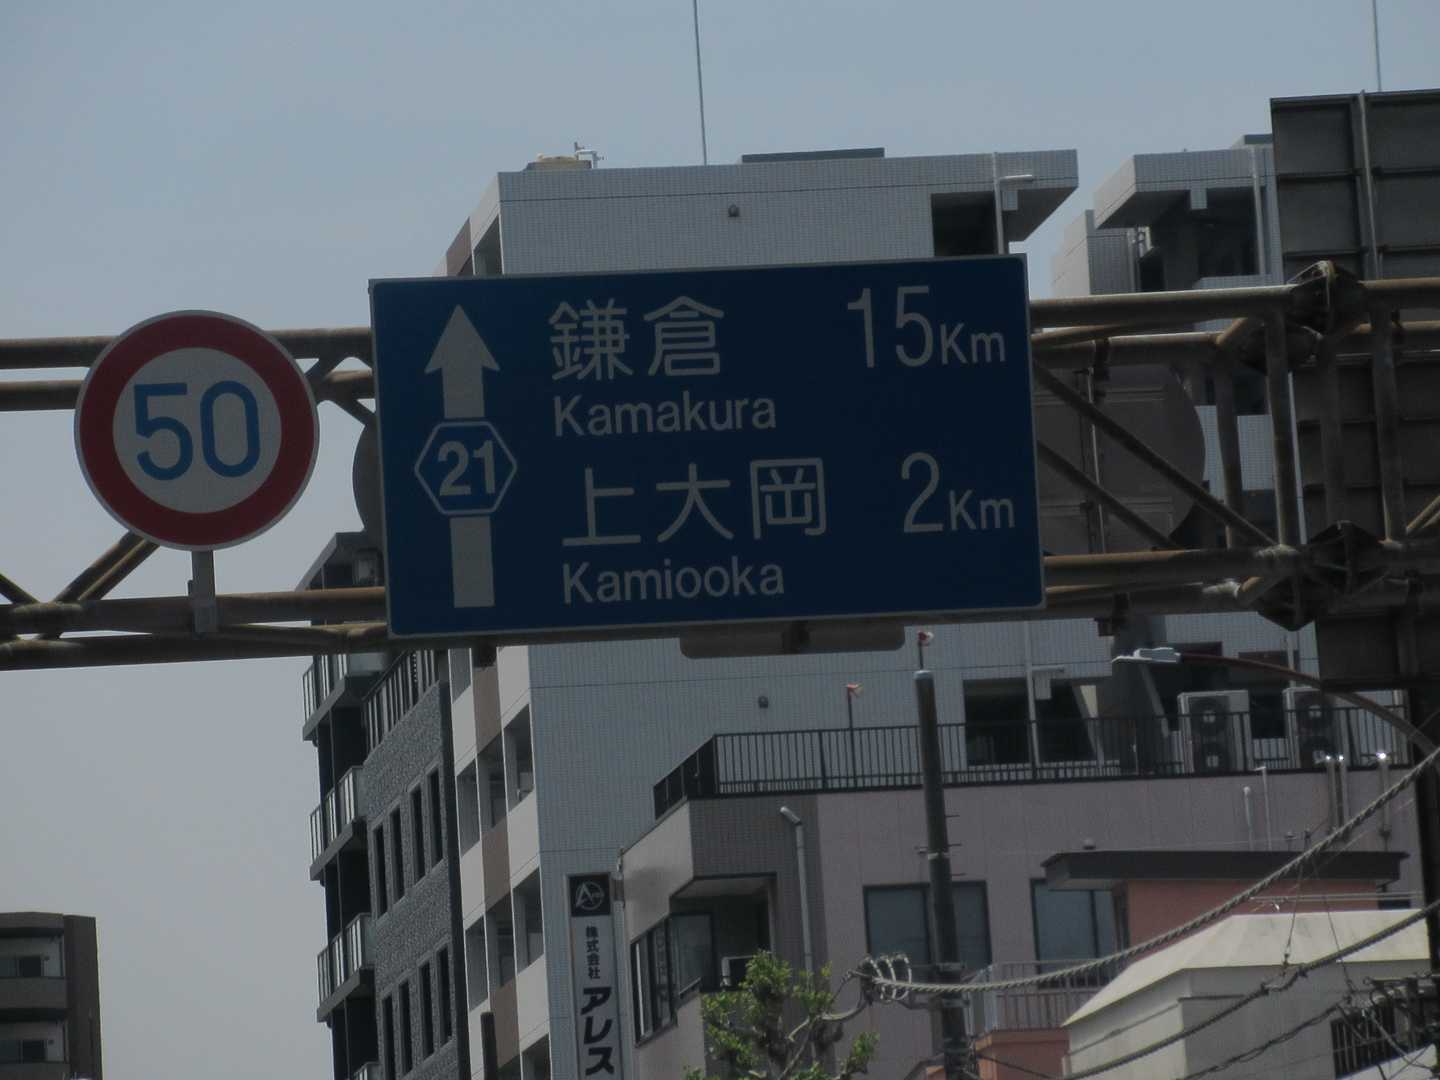 50
21
鎌倉 15Km
Kamakura
上大岡 2Km
Kamiooka
株式会社 アレス